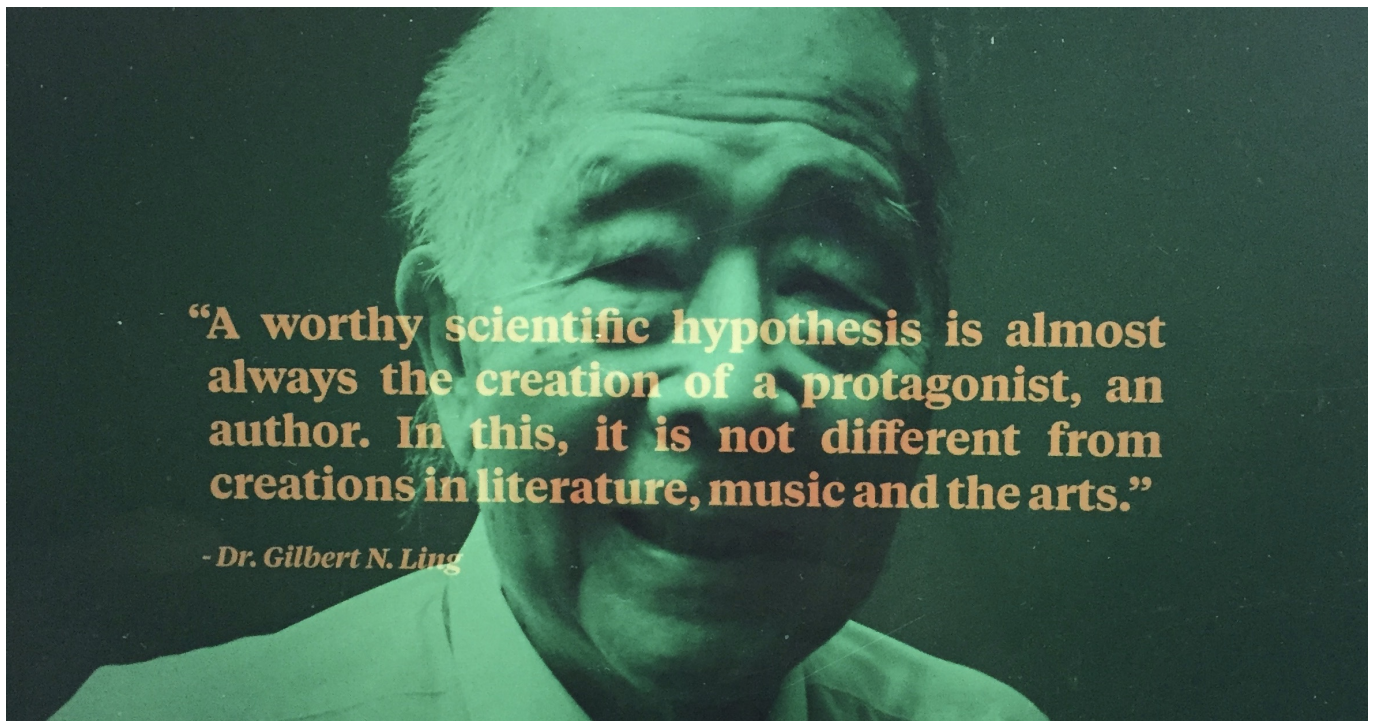 “A worthy scientific hypothesis is almost
always the creation of a protagonist, an
author. In this, it is not different from
creations in literature, music and the arts.”
- Dr. Gilbert N. Ling